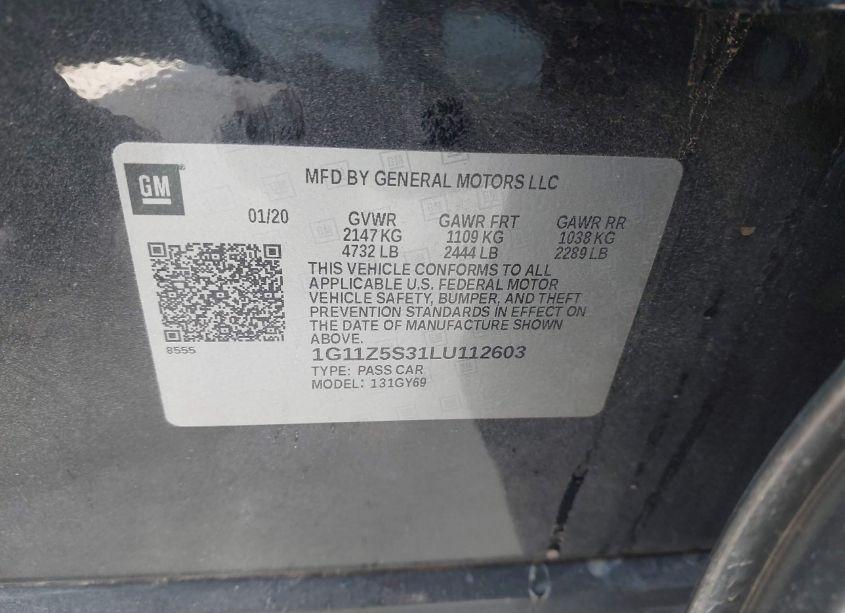 GM
MFD BY GENERAL MOTORS LLC
01/20 GVWR GAWR FRT GAWR RR
2147 KG 1109 KG 1038 KG
4732 LB 2444 LB 2289 LB
THIS VEHICLE CONFORMS TO ALL
APPLICABLE U.S. FEDERAL MOTOR
VEHICLE SAFETY, BUMPER, AND THEFT
PREVENTION STANDARDS IN EFFECT ON
THE DATE OF MANUFACTURE SHOWN
ABOVE.
8555
1G11Z5S31LU112603
TYPE: PASS CAR
MODEL: 131GY69